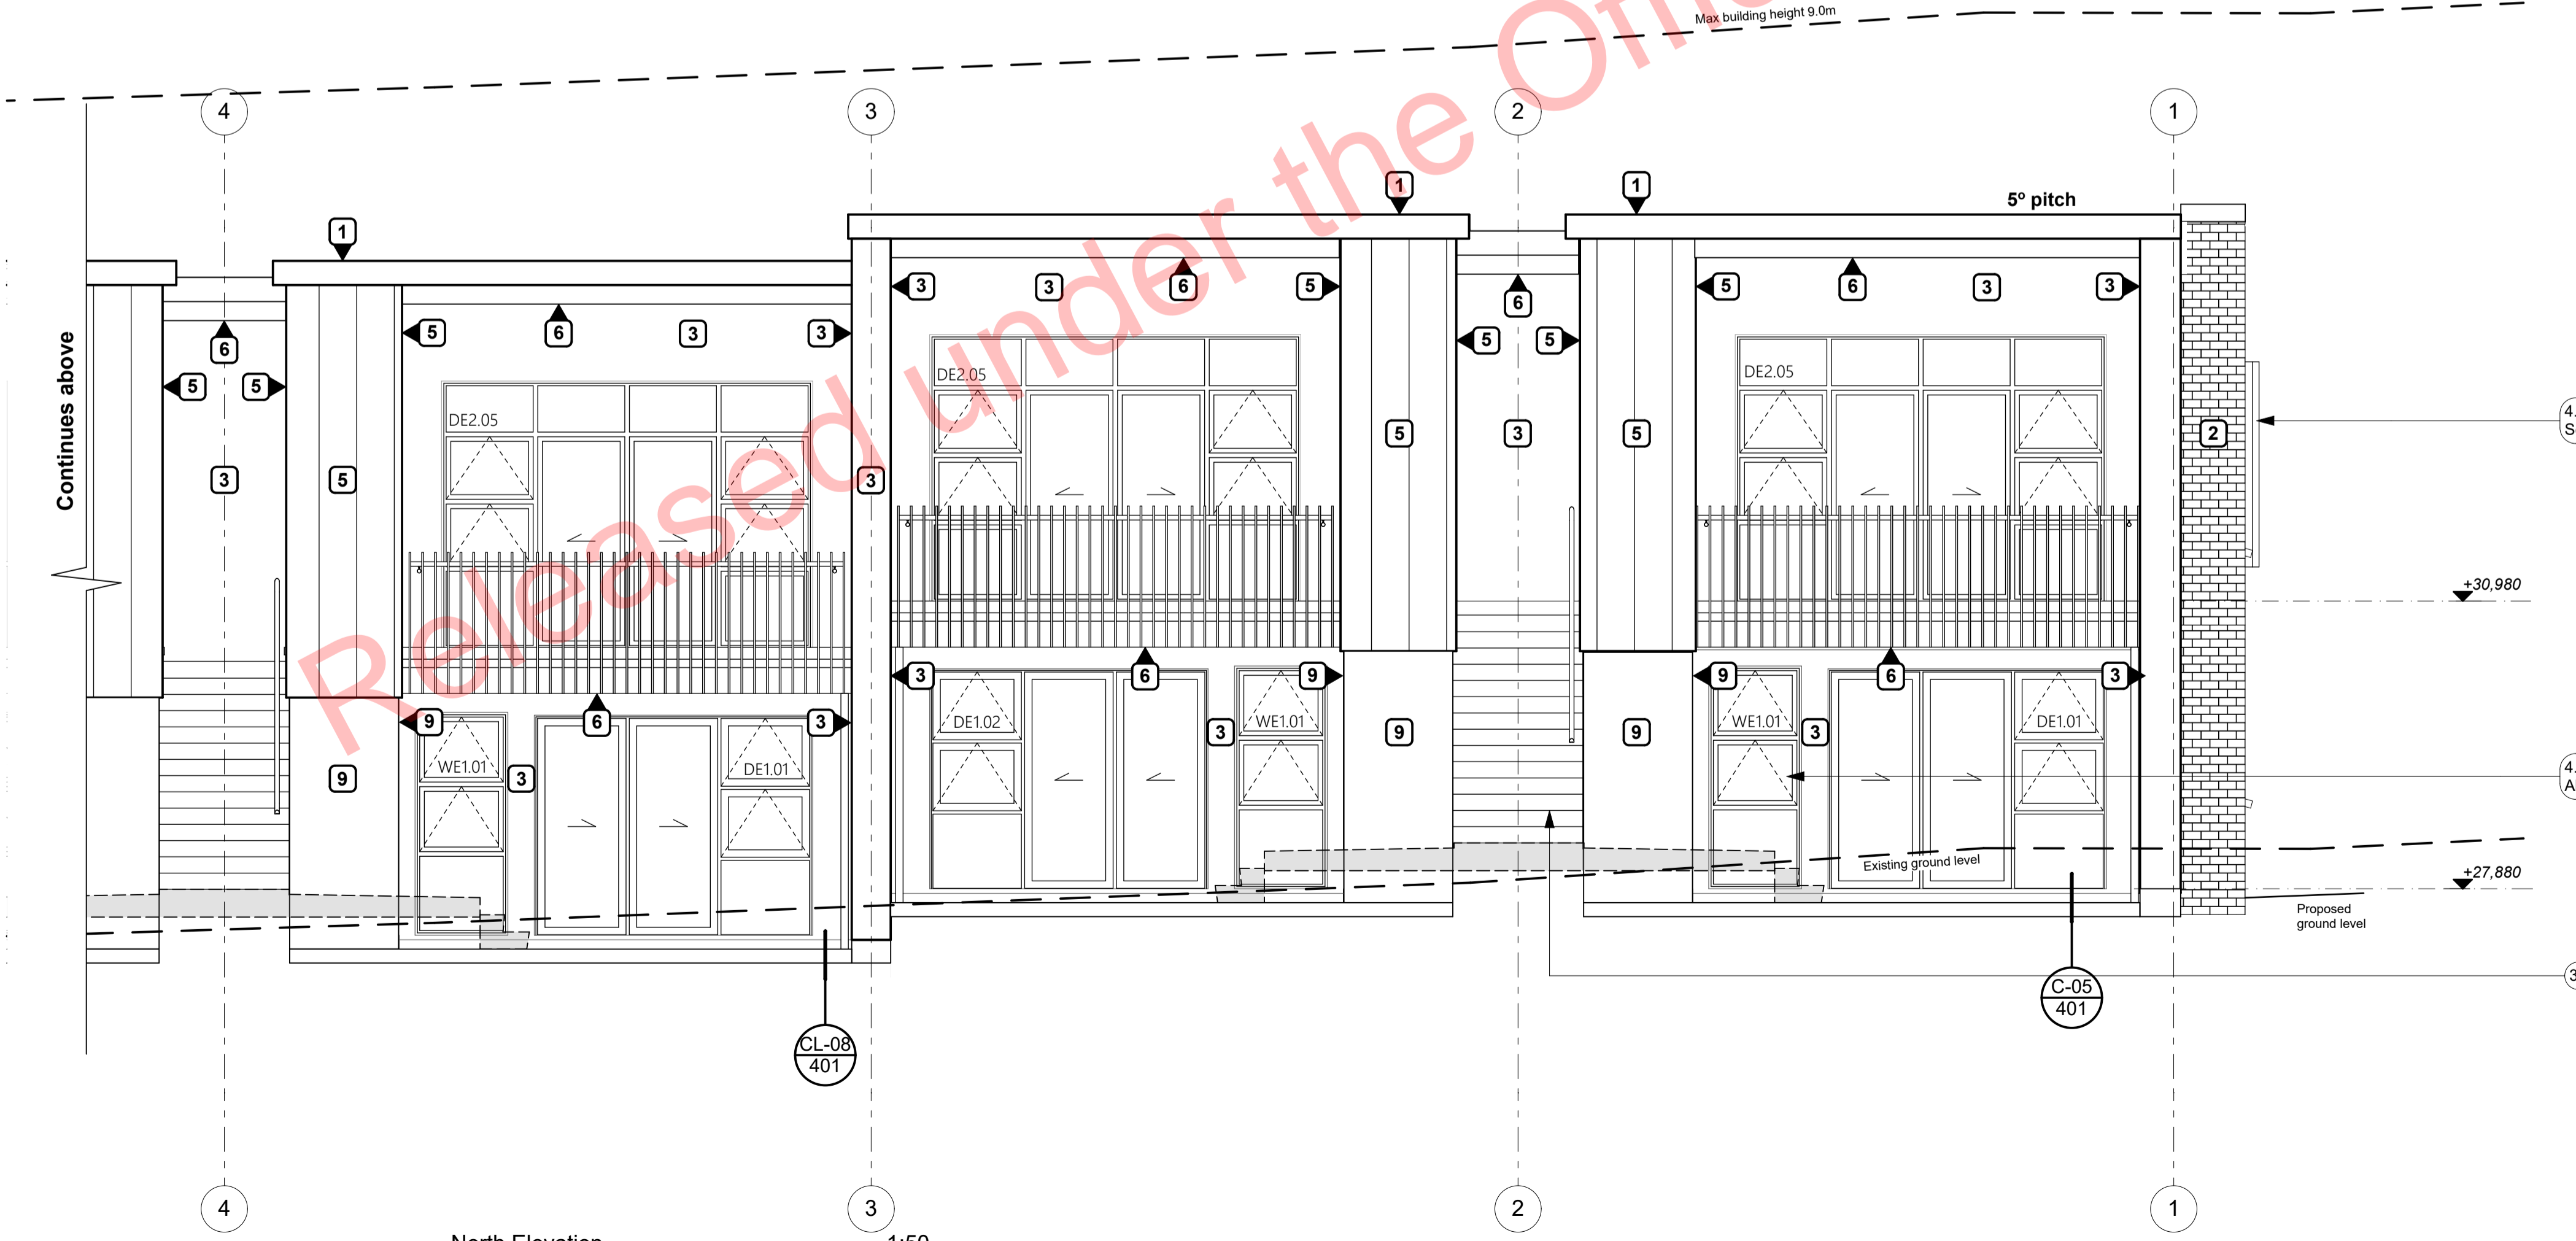 Max building height 9.0m
4
3
2
1
Released under the
5º pitch
1
1
1
3
3
6
5
5
6
3
3
6
5
6
3
3
6
5
5
5
5
Continues above
DE2.05
DE2.05
DE2.05
3
5
3
5
3
5
2
+30,980
9
6
3
3
6
9
9
6
3
WE1.01
3
DE1.01
DE1.02
3
WE1.01
WE1.01
3
DE1.01
9
9
9
Existing ground level
+27,880
Proposed
ground level
C-05
401
CL-08
401
4
3
2
1
North Elevation
1:50